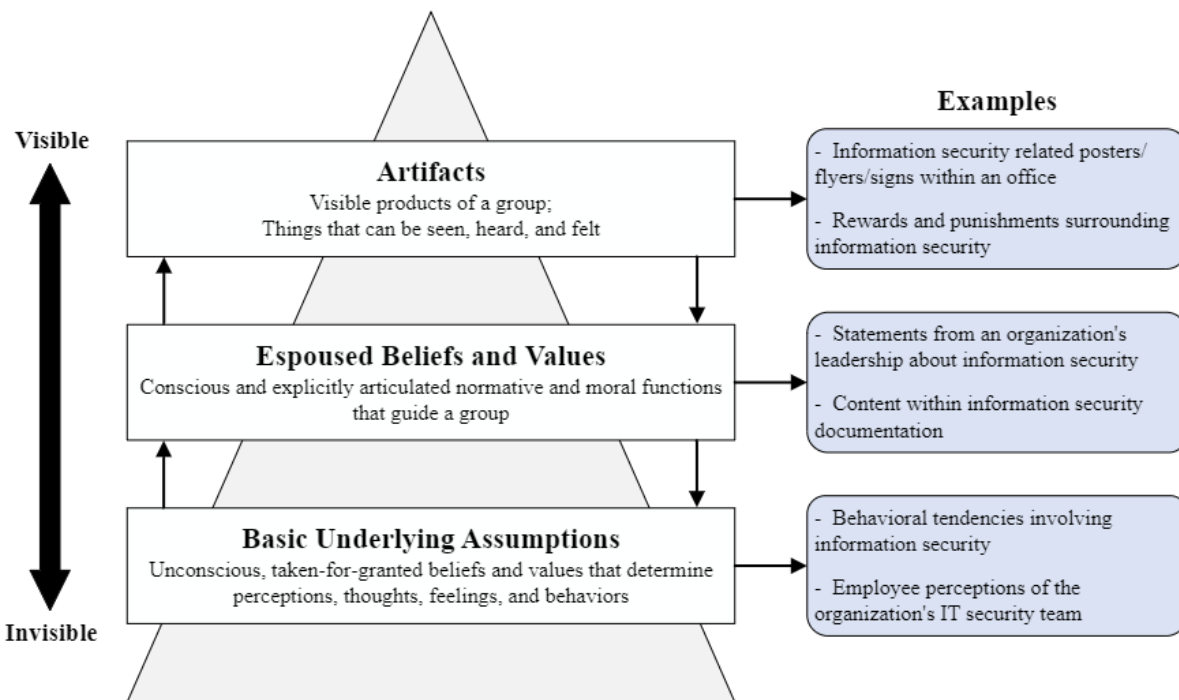 Examples
Visible
Artifacts
Visible products of a group;
Things that can be seen, heard, and felt
- Information security related posters/
flyers/signs within an office
- Rewards and punishments surrounding
information security
Espoused Beliefs and Values
Conscious and explicitly articulated normative and moral functions
that guide a group
- Statements from an organization's
leadership about information security
- Content within information security
documentation
Basic Underlying Assumptions
Unconscious, taken-for-granted beliefs and values that determine
perceptions, thoughts, feelings, and behaviors
- Behavioral tendencies involving
information security
- Employee perceptions of the
organization's IT security team
Invisible